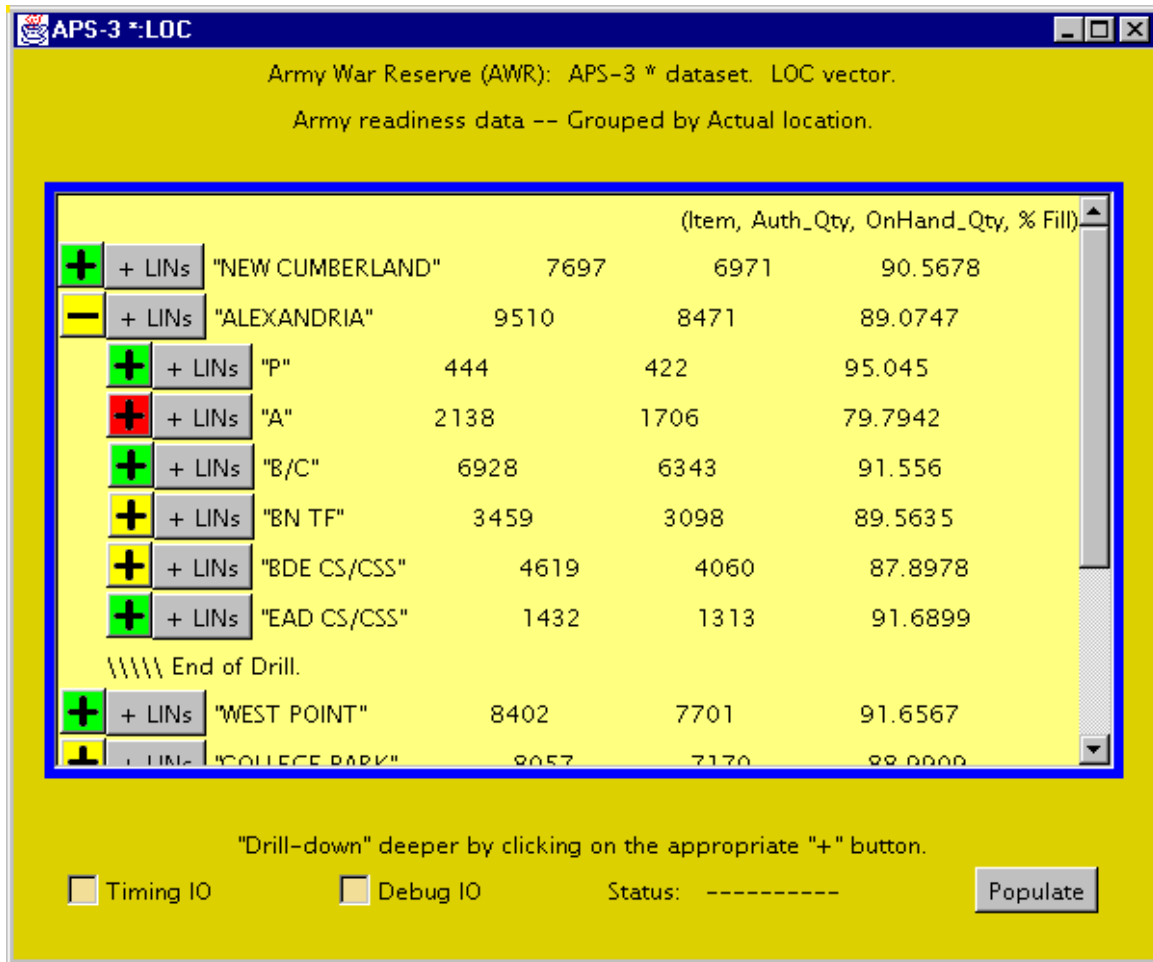 APS-3 *:LOC
Army War Reserve (AWR): APS-3 * dataset. LOC vector.
Army readiness data -- Grouped by Actual location.
(Item, Auth_Qty, OnHand_Qty, % Fill)
+ LINs "NEW CUMBERLAND" 7697 6971 90.5678
+ LINs "ALEXANDRIA" 9510 8471 89.0747
+ LINs "P" 444 422 95.045
+ LINs "A" 2138 1706 79.7942
+ LINs "B/C" 6928 6343 91.556
+ LINs "BN TF" 3459 3098 89.5635
+ LINs "BDE CS/CSS" 4619 4060 87.8978
+ LINs "EAD CS/CSS" 1432 1313 91.6899
\\\\\ End of Drill.
+ LINs "WEST POINT" 8402 7701 91.6567
+ LINs "COLLEGE PARK" 8057 7170
"Drill-down" deeper by clicking on the appropriate "+" button.
Timing IO Debug IO Status: ---------- Populate